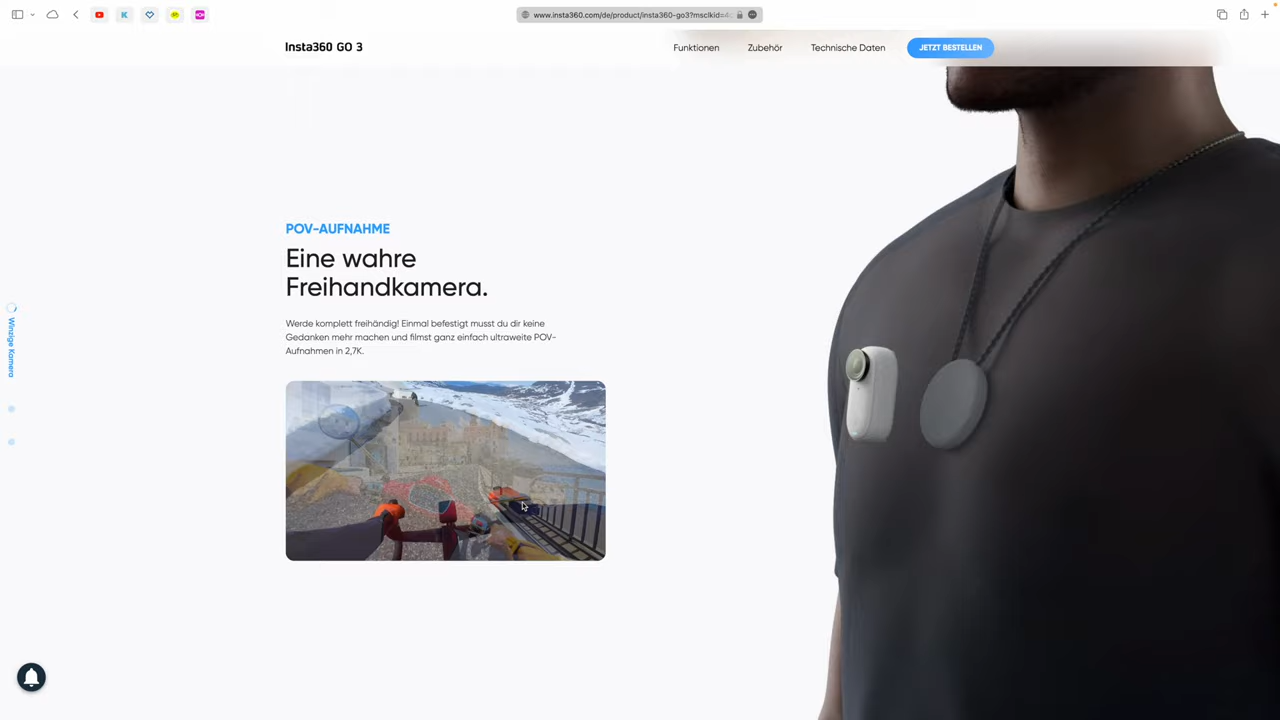 www.insta360.com/de/product/insta360-go3?msclkid=4
Insta360 GO 3
Funktionen
Zubehör
Technische Daten
JETZT BESTELLEN
POV-AUFNAHME
Eine wahre
Freihandkamera.
Werde komplett freihändig! Einmal befestigt musst du dir keine
Gedanken mehr machen und filmst ganz einfach ultraweite POV-
Aufnahmen in 2,7K.
Winzige Kamera